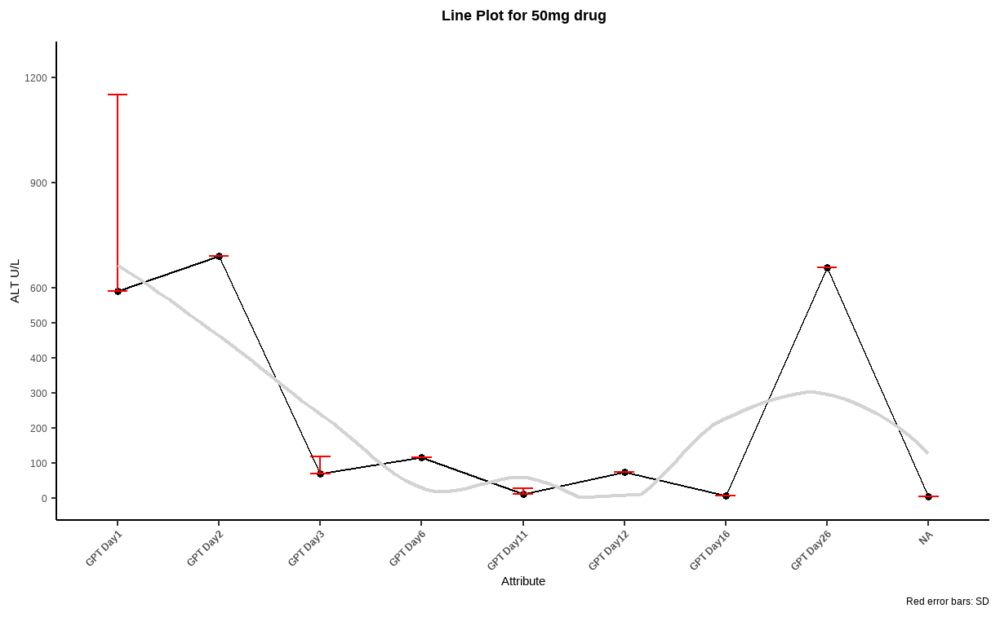 Line Plot for 50mg drug
ALT U/L
1200
900
600
500
400
300
200
100
0
GPT Day1
GPT Day2
GPT Day3
GPT Day6
GPT Day11
GPT Day12
GPT Day16
GPT Day26
NA
Attribute
Red error bars: SD